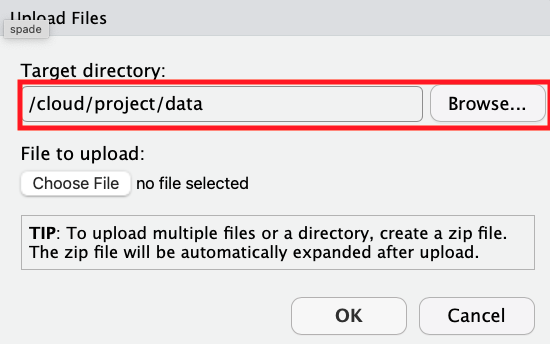 Upload Files
spade
Target directory:
/cloud/project/data
Browse...
File to upload:
Choose File no file selected
TIP: To upload multiple files or a directory, create a zip file.
The zip file will be automatically expanded after upload.
OK
Cancel